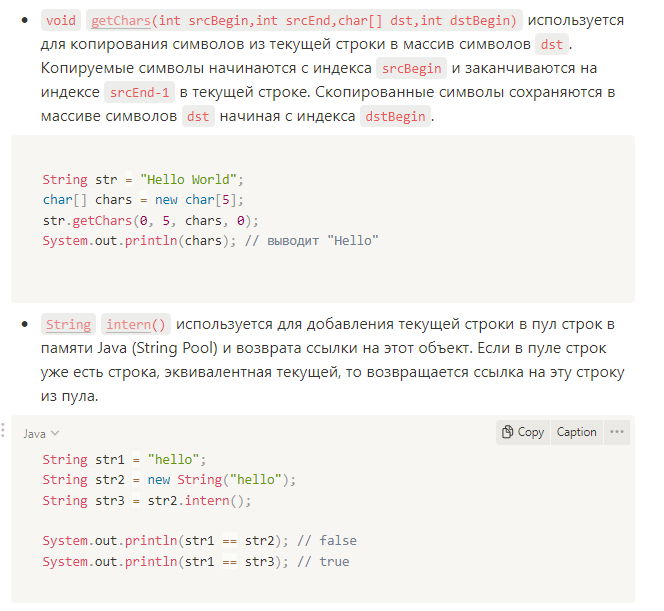 • void getChars(int srcBegin,int srcEnd,char[] dst,int dstBegin) используется
для копирования символов из текущей строки в массив символов dst.
Копируемые символы начинаются с индекса srcBegin и заканчиваются на
индексе srcEnd-1 в текущей строке. Скопированные символы сохраняются в
массиве символов dst начиная с индекса dstBegin.
String str = "Hello World";
char[] chars = new char[5];
str.getChars(0, 5, chars, 0);
System.out.println(chars); // выводит "Hello"
• String intern() используется для добавления текущей строки в пул строк в
памяти Java (String Pool) и возврата ссылки на этот объект. Если в пуле строк
уже есть строка, эквивалентная текущей, то возвращается ссылка на эту строку
из пула.
Java Copy Caption ···
String str1 = "hello";
String str2 = new String("hello");
String str3 = str2.intern();
System.out.println(str1 == str2); // false
System.out.println(str1 == str3); // true